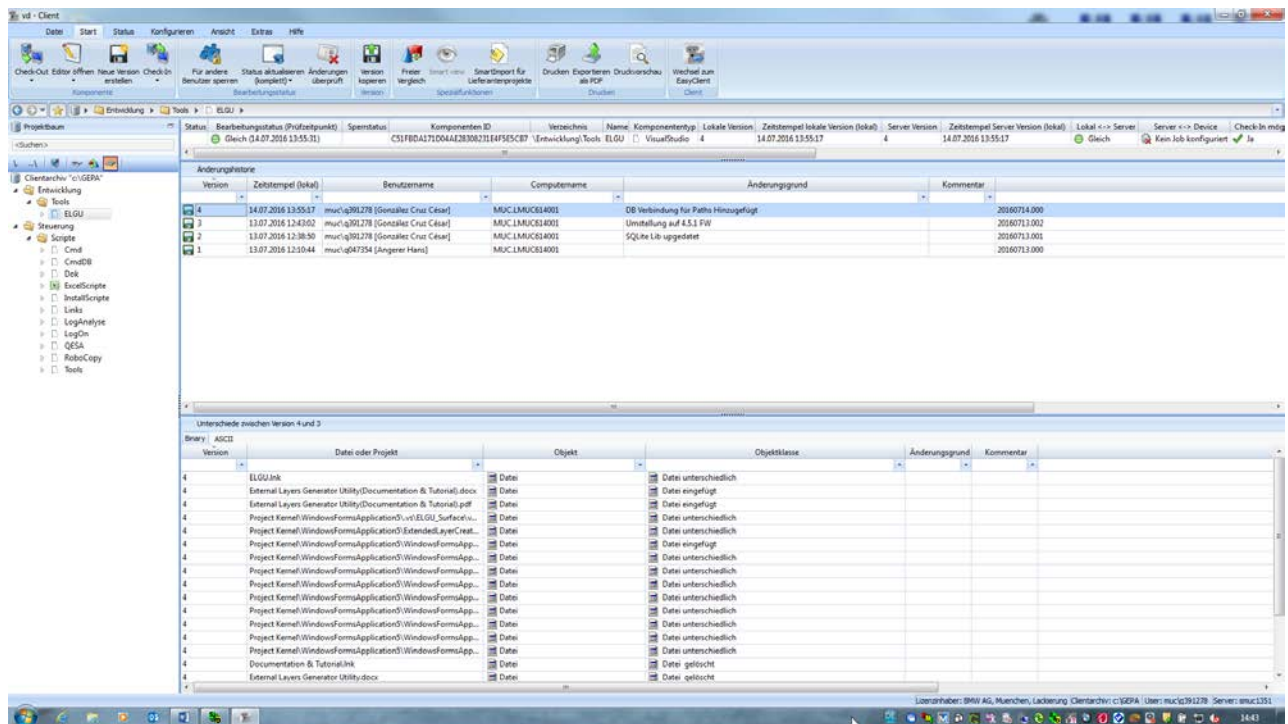 vd - Client
Datei Start Status Konfigurieren Ansicht Extras Hilfe
Check-Out Editor öffnen Neue Version erstellen Check-In
Für andere Benutzer sperren Status aktualisieren (komplett) Änderungen überprüft
Version kopieren Freier Vergleich Smart view SmartImport für Lieferantenprojekte
Drucken Exportieren als PDF Druckvorschau Wechsel zum EasyClient
Komponente Bearbeitungsstatus Version Spezialfunktionen Drucken Client
Entwicklung Tools ELGU
Projektbaum
<Suchen>
Clientarchiv "c:\GEPA"
Entwicklung
Tools
ELGU
Steuerung
Scripte
Cmd
CmdDB
Dek
ExcelScripte
InstallScripte
Links
LogAnalyse
LogOn
QESA
RoboCopy
Tools
Status Bearbeitungsstatus (Prüfzeitpunkt) Sperrstatus Komponenten ID Verzeichnis Name Komponententyp Lokale Version Zeitstempel lokale Version (lokal) Server Version Zeitstempel Server Version (lokal) Lokal <-> Server Server <-> Device Check-In mög
Gleich (14.07.2016 13:55:31) \Entwicklung\Tools ELGU VisualStudio 4 14.07.2016 13:55:17 4 14.07.2016 13:55:17 Gleich Kein Job konfiguriert Ja
Änderungshistorie
Version Zeitstempel (lokal) Benutzername Computername Änderungsgrund Kommentar
4 14.07.2016 13:55:17 muc\q391278 [González Cruz César] MUC.LMUC614001 DB Verbindung für Paths Hinzugefügt 20160714.000
3 13.07.2016 12:43:02 muc\q391278 [González Cruz César] MUC.LMUC614001 Umstellung auf 4.5.1 FW 20160713.002
2 13.07.2016 12:38:50 muc\q391278 [González Cruz César] MUC.LMUC614001 SQLite Lib upgedatet 20160713.001
1 13.07.2016 12:10:44 muc\q047354 [Angerer Hans] MUC.LMUC614001 20160713.000
Unterschiede zwischen Version 4 und 3
Binary ASCII
Version Datei oder Projekt Objekt Objektklasse Änderungsgrund Kommentar
4 ELGU.lnk Datei Datei unterschiedlich
4 External Layers Generator Utility(Documentation & Tutorial).docx Datei Datei eingefügt
4 External Layers Generator Utility(Documentation & Tutorial).pdf Datei Datei eingefügt
4 Project Kernel\WindowsFormsApplication5\.vs\ELGU_Surface\v... Datei Datei unterschiedlich
4 Project Kernel\WindowsFormsApplication5\ExtendedLayerCreat... Datei Datei unterschiedlich
4 Project Kernel\WindowsFormsApplication5\WindowsFormsApp... Datei Datei eingefügt
4 Project Kernel\WindowsFormsApplication5\WindowsFormsApp... Datei Datei unterschiedlich
4 Project Kernel\WindowsFormsApplication5\WindowsFormsApp... Datei Datei unterschiedlich
4 Project Kernel\WindowsFormsApplication5\WindowsFormsApp... Datei Datei unterschiedlich
4 Project Kernel\WindowsFormsApplication5\WindowsFormsApp... Datei Datei unterschiedlich
4 Project Kernel\WindowsFormsApplication5\WindowsFormsApp... Datei Datei unterschiedlich
4 Project Kernel\WindowsFormsApplication5\WindowsFormsApp... Datei Datei unterschiedlich
4 Project Kernel\WindowsFormsApplication5\WindowsFormsApp... Datei Datei unterschiedlich
4 Project Kernel\WindowsFormsApplication5\WindowsFormsApp... Datei Datei unterschiedlich
4 Documentation & Tutorial.lnk Datei Datei gelöscht
4 External Layers Generator Utility.docx Datei Datei gelöscht
Lizenzinhaber: BMW AG, Muenchen, Lackierung Clientarchiv: c:\GEPA User: muc\q391278 Server: smuc1351
14:43